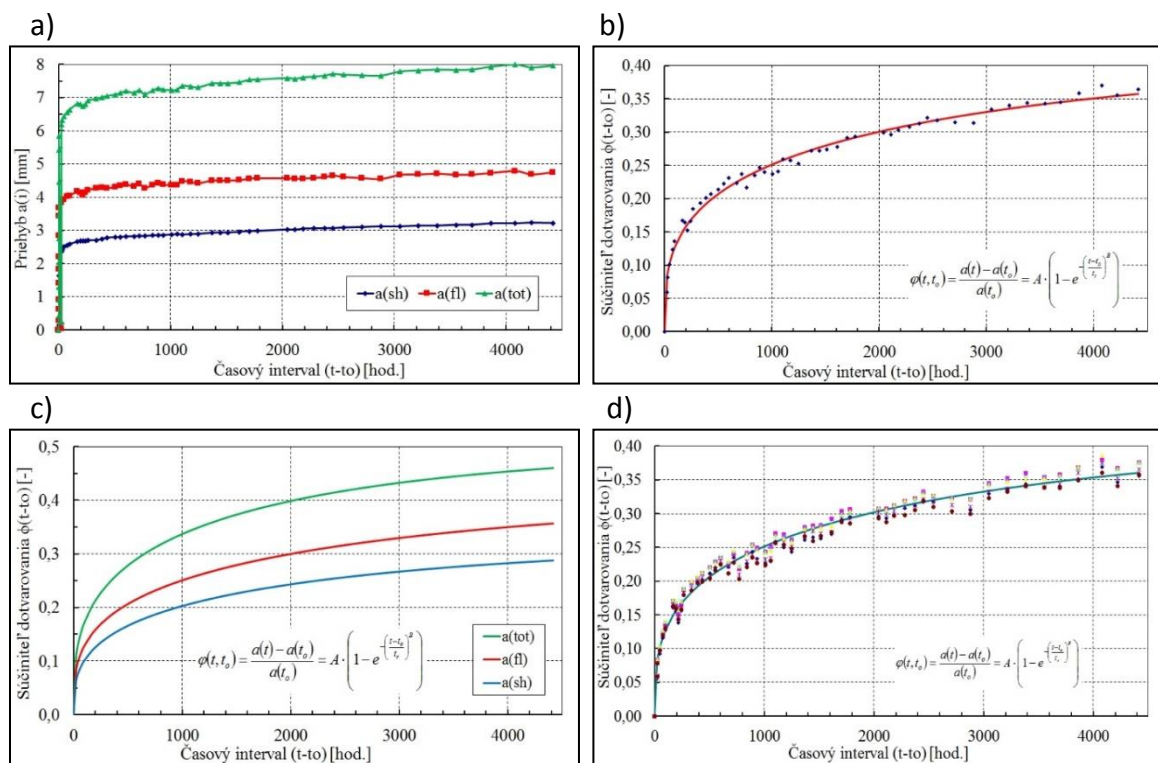 a)
8
7
6
5
4
3
2
1
0
Priehyb a(i) [mm]
a(sh) a(fl) a(tot)
0 1000 2000 3000 4000
Časový interval (t-to) [hod.]
b)
0,40
0,35
0,30
0,25
0,20
0,15
0,10
0,05
0,00
Súčiniteľ dotvarovania ϕ(t-to) [-]
φ(t,tₒ) = a(t) − a(tₒ) / a(tₒ) = A · (1 − e^−((t−tₒ)/tᵣ)^B)
0 1000 2000 3000 4000
Časový interval (t-to) [hod.]
c)
0,5
0,4
0,3
0,2
0,1
0,0
Súčiniteľ dotvarovania ϕ(t-to) [-]
φ(t,tₒ) = a(t) − a(tₒ) / a(tₒ) = A · (1 − e^−((t−tₒ)/tᵣ)^B)
a(tot)
a(fl)
a(sh)
0 1000 2000 3000 4000
Časový interval (t-to) [hod.]
d)
0,40
0,35
0,30
0,25
0,20
0,15
0,10
0,05
0,00
Súčiniteľ dotvarovania ϕ(t-to) [-]
φ(t,tₒ) = a(t) − a(tₒ) / a(tₒ) = A · (1 − e^−((t−tₒ)/tᵣ)^B)
0 1000 2000 3000 4000
Časový interval (t-to) [hod.]